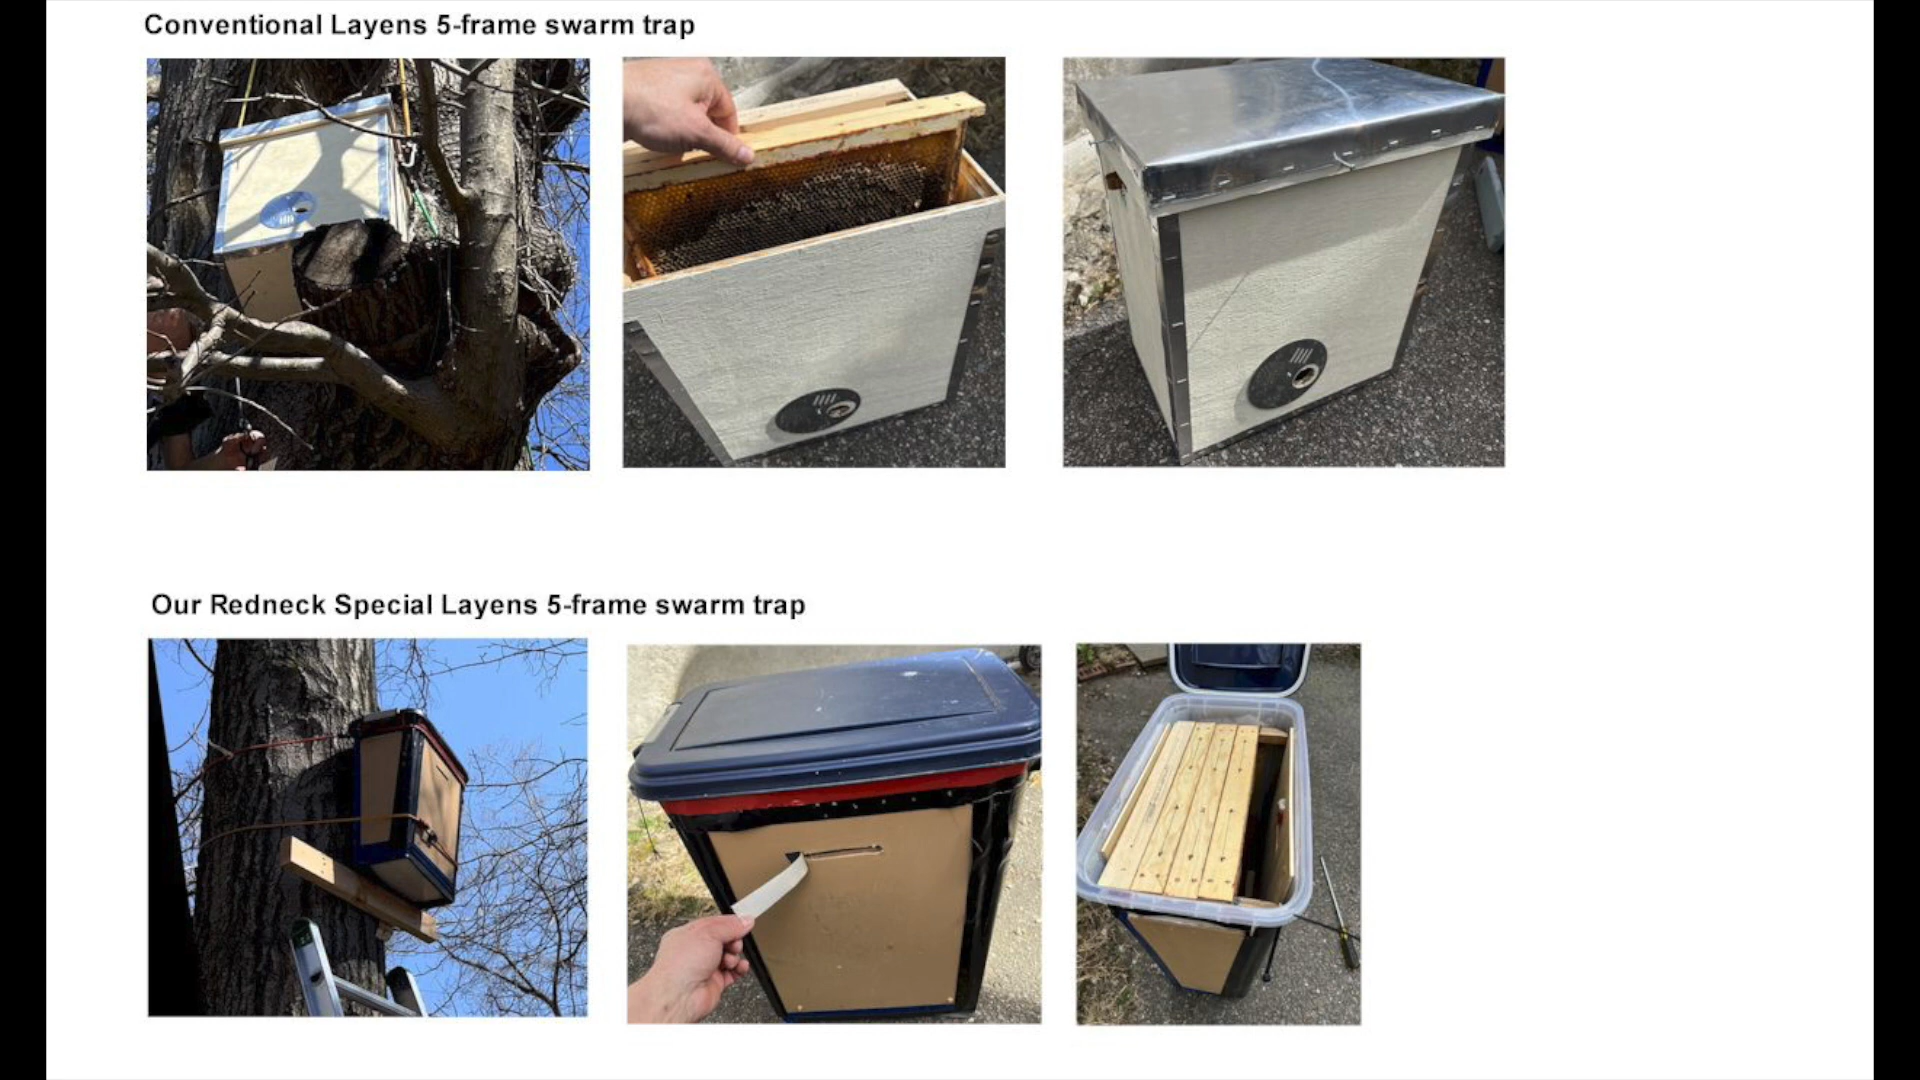 Conventional Layens 5-frame swarm trap
Our Redneck Special Layens 5-frame swarm trap